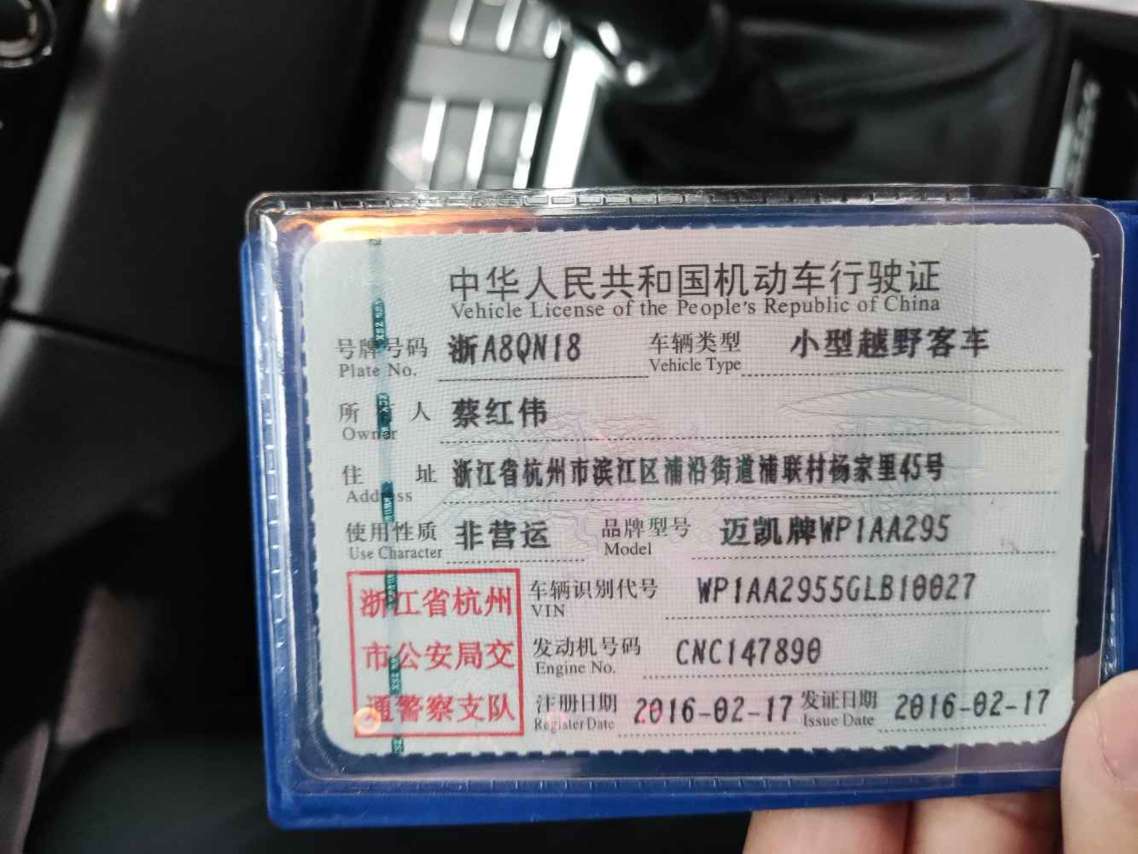 中华人民共和国机动车行驶证
Vehicle License of the People's Republic of China
号牌号码 浙A8QN18 车辆类型 小型越野客车
Plate No. Vehicle Type
所有人 蔡红伟
Owner
住址 浙江省杭州市滨江区浦沿街道浦联村杨家里45号
Address
使用性质 非营运 品牌型号 迈凯牌WP1AA295
Use Character Model
浙江省杭州 车辆识别代号 WP1AA2955GLB10027
VIN
市公安局交 发动机号码 CNC147890
Engine No.
通警察支队 注册日期 2016-02-17 发证日期 2016-02-17
Register Date Issue Date